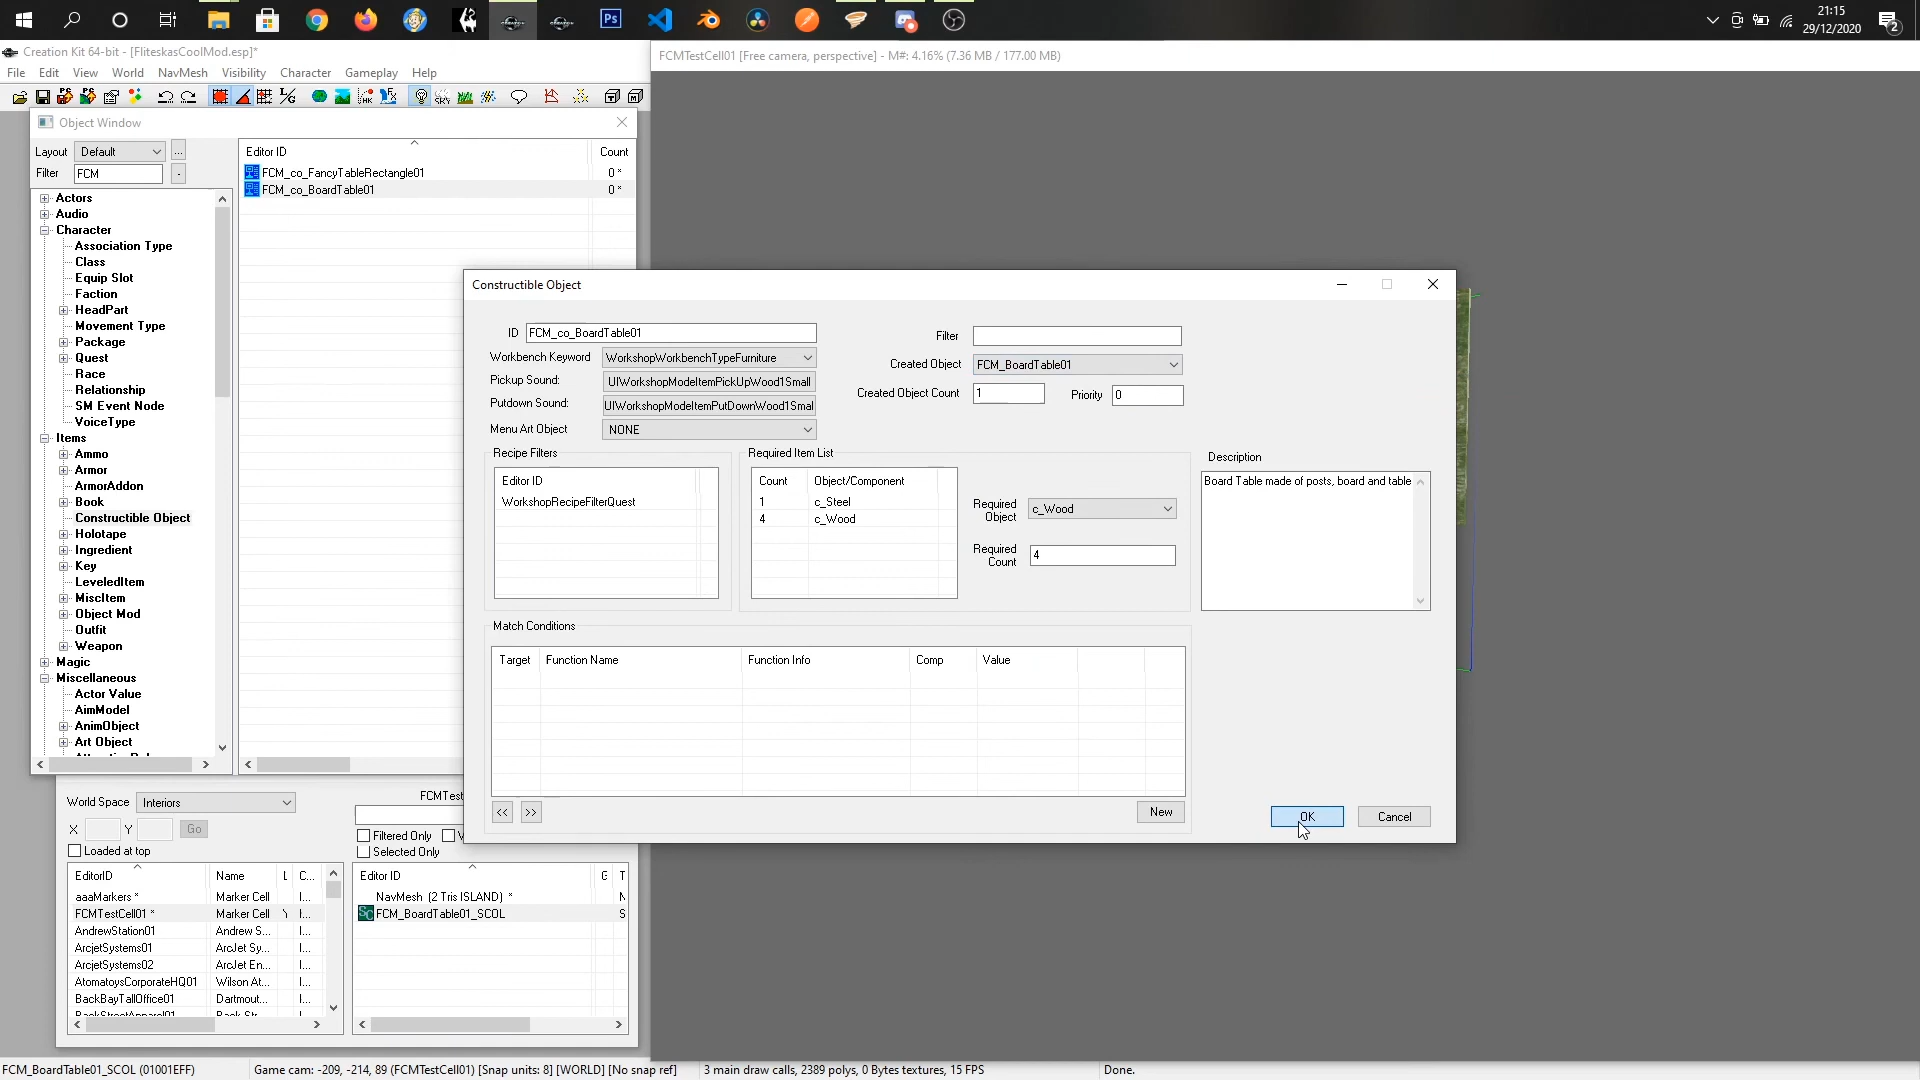 21:15
29/12/2020
2
Creation Kit 64-bit - [FliteskasCoolMod.esp]*
FCMTestCell01 [Free camera, perspective] - M#: 4.16% (7.36 MB / 177.00 MB)
File Edit View World NavMesh Visibility Character Gameplay Help
Object Window
Layout Default ...
Filter FCM -
Editor ID Count
FCM_co_FancyTableRectangle01 0 *
FCM_co_BoardTable01 0 *
Actors
Audio
Character
Association Type
Class
Equip Slot
Faction
HeadPart
Movement Type
Package
Quest
Race
Relationship
SM Event Node
VoiceType
Items
Ammo
Armor
ArmorAddon
Book
Constructible Object
Holotape
Ingredient
Key
LeveledItem
MiscItem
Object Mod
Outfit
Weapon
Magic
Miscellaneous
Actor Value
AimModel
AnimObject
Art Object
Constructible Object
ID FCM_co_BoardTable01
Workbench Keyword WorkshopWorkbenchTypeFurniture
Pickup Sound: UIWorkshopModeItemPickUpWood1Small
Putdown Sound: UIWorkshopModeItemPutDownWood1Smal
Menu Art Object NONE
Filter
Created Object FCM_BoardTable01
Created Object Count 1 Priority 0
Recipe Filters
Editor ID
WorkshopRecipeFilterQuest
Required Item List
Count Object/Component
1 c_Steel
4 c_Wood
Required Object c_Wood
Required Count 4
Description
Board Table made of posts, board and table
Match Conditions
Target Function Name Function Info Comp Value
<< >> New
OK Cancel
World Space Interiors
X Y Go
Loaded at top
EditorID Name L C...
aaaMarkers * Marker Cell I...
FCMTestCell01 * Marker Cell Y I...
AndrewStation01 Andrew S... I...
ArcjetSystems01 ArcJet Sy... I...
ArcjetSystems02 ArcJet En... I...
AtomatoysCorporateHQ01 Wilson At... I...
BackBayTallOffice01 Dartmout... I...
FCMTest
Filtered Only V
Selected Only
Editor ID G T
NavMesh (2 Tris ISLAND) * N
FCM_BoardTable01_SCOL S
FCM_BoardTable01_SCOL (01001EFF)
Game cam: -209, -214, 89 (FCMTestCell01) [Snap units: 8] [WORLD] [No snap ref]
3 main draw calls, 2389 polys, 0 Bytes textures, 15 FPS
Done.